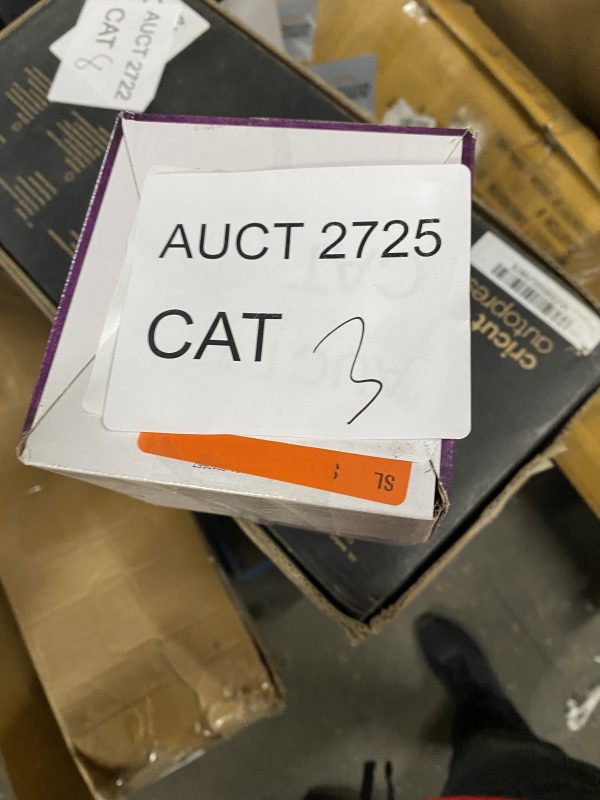 AUCT 2722
CAT 8
AUCT 2725
CAT 3
SL
cricut
autopress